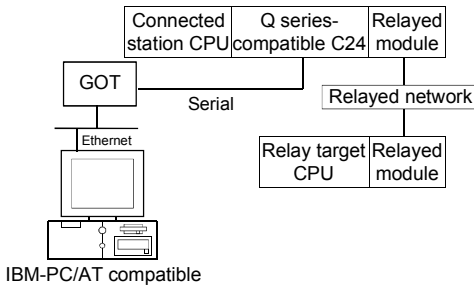 Connected
station CPU
Q series-
compatible C24
Relayed
module
GOT
Serial
Relayed network
Ethernet
Relay target
CPU
Relayed
module
IBM-PC/AT compatible